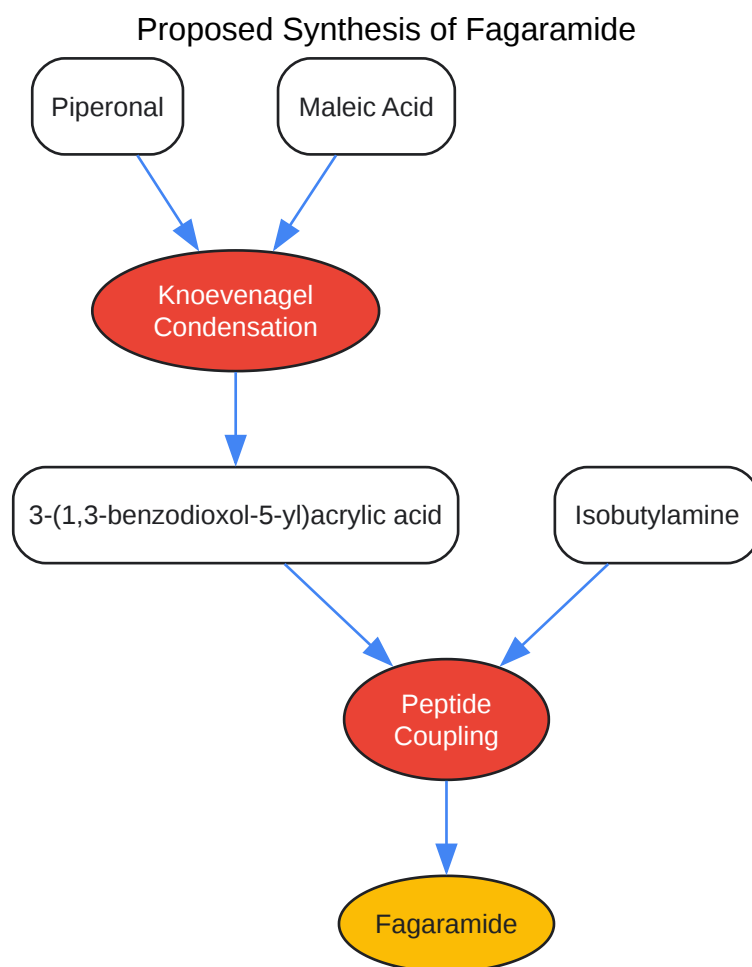 Proposed Synthesis of Fagaramide
Piperonal
Maleic Acid
Knoevenagel
Condensation
3-(1,3-benzodioxol-5-yl)acrylic acid
Isobutylamine
Peptide
Coupling
Fagaramide